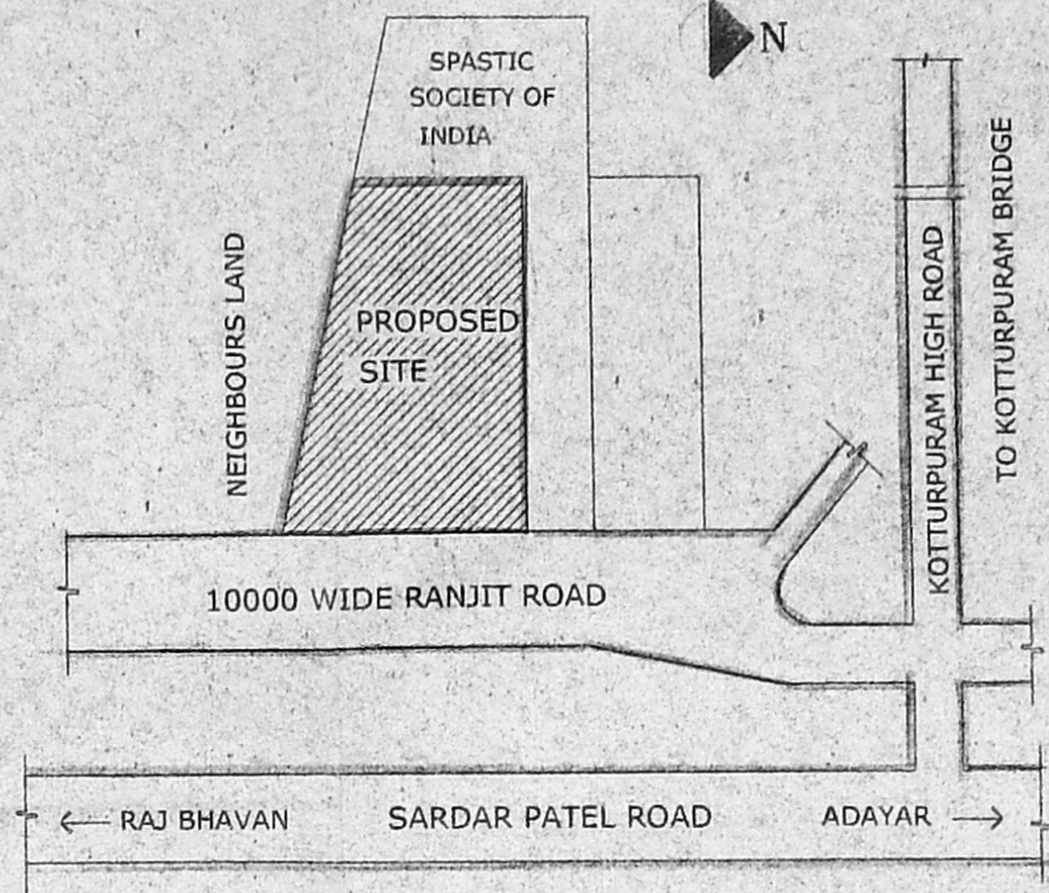 N
SPASTIC
SOCIETY OF
INDIA
NEIGHBOURS LAND
PROPOSED
SITE
KOTTURPURAM HIGH ROAD
TO KOTTURPURAM BRIDGE
10000 WIDE RANJIT ROAD
RAJ BHAVAN
SARDAR PATEL ROAD
ADAYAR